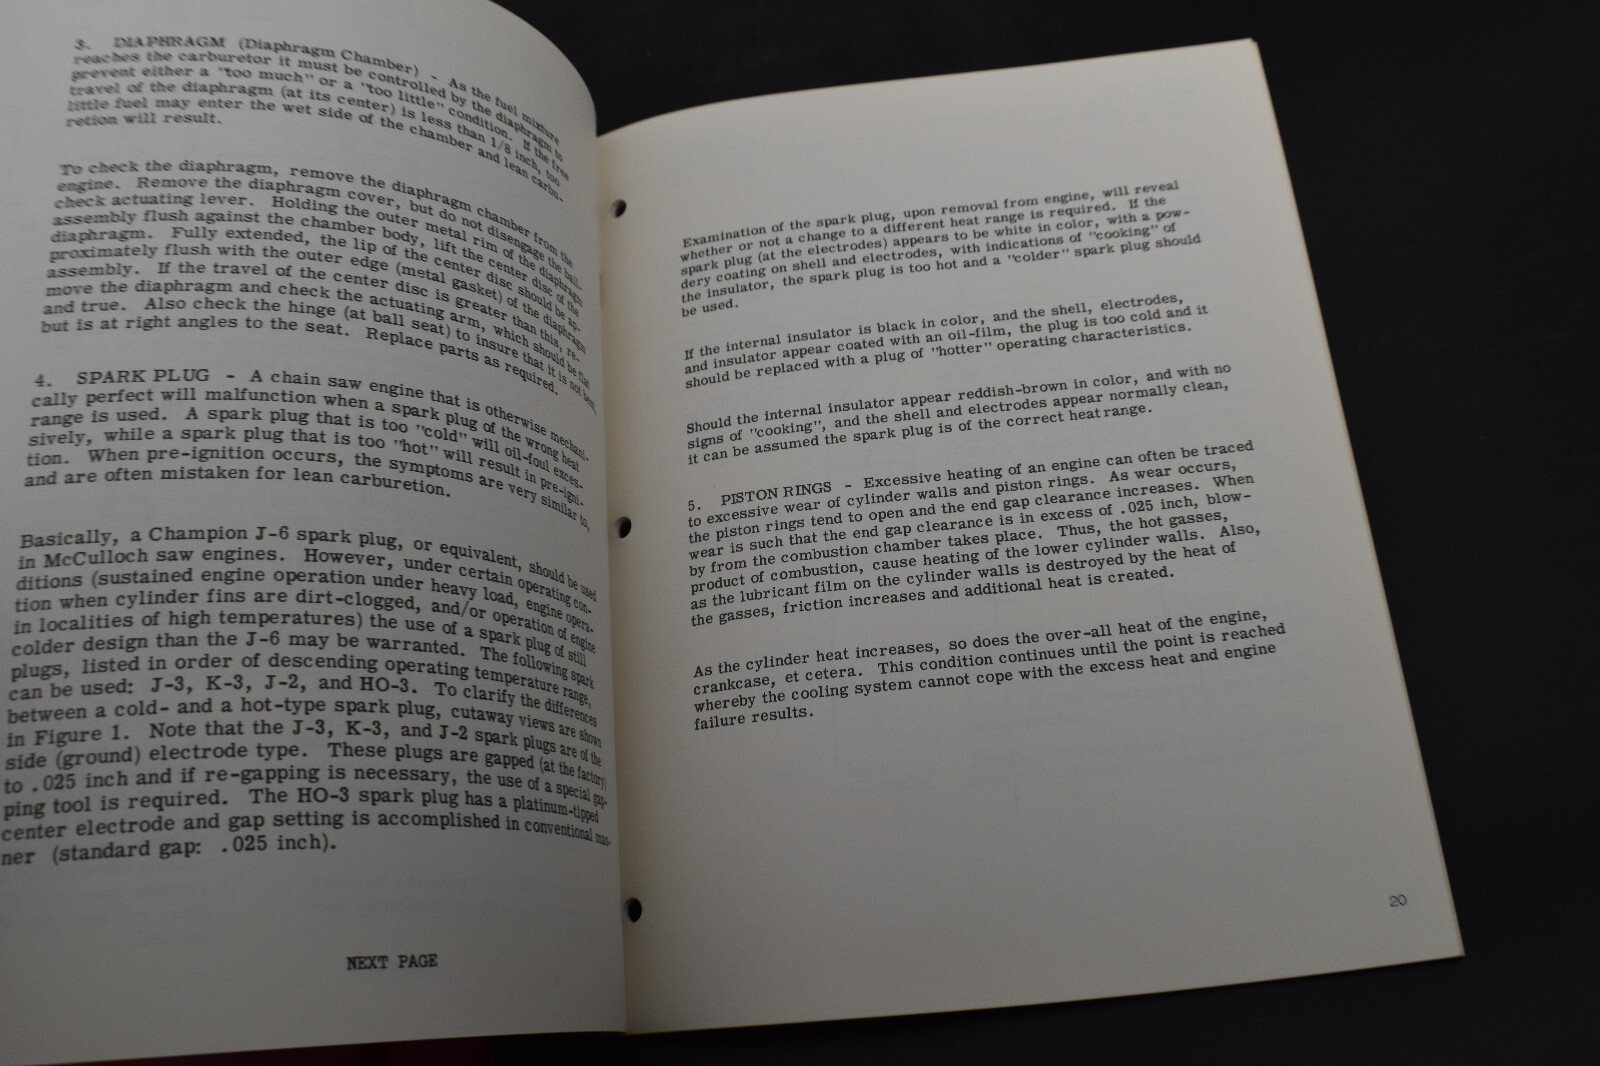 3. DIAPHRAGM (Diaphragm Chamber) - As the fuel mixture
reaches the carburetor it must be controlled by the diaphragm to
prevent either a "too much" or a "too little" condition. If the free
travel of the diaphragm (at its center) is less than 1/8 inch, too
little fuel may enter the wet side of the chamber and lean carbu-
retion will result.
To check the diaphragm, remove the diaphragm chamber from the
engine. Remove the diaphragm cover, but do not disengage the ball-
check actuating lever. Holding the outer metal rim of the diaphragm
assembly flush against the chamber body, lift the center disc of the
diaphragm. Fully extended, the lip of the center disc should be ap-
proximately flush with the outer edge (metal gasket) of the diaphragm
assembly. If the travel of the center disc is greater than this, re-
move the diaphragm and check the actuating arm, which should be flat
and true. Also check the hinge (at ball seat) to insure that it is not bent,
but is at right angles to the seat. Replace parts as required.
4. SPARK PLUG - A chain saw engine that is otherwise mechani-
cally perfect will malfunction when a spark plug of the wrong heat
range is used. A spark plug that is too "cold" will oil-foul exces-
sively, while a spark plug that is too "hot" will result in pre-igni-
tion. When pre-ignition occurs, the symptoms are very similar to,
and are often mistaken for lean carburetion.
Basically, a Champion J-6 spark plug, or equivalent, should be used
in McCulloch saw engines. However, under certain operating con-
ditions (sustained engine operation under heavy load, engine opera-
tion when cylinder fins are dirt-clogged, and/or operation of engine
in localities of high temperatures) the use of a spark plug of still
colder design than the J-6 may be warranted. The following spark
plugs, listed in order of descending operating temperature range,
can be used: J-3, K-3, J-2, and HO-3. To clarify the differences
between a cold- and a hot-type spark plug, cutaway views are shown
in Figure 1. Note that the J-3, K-3, and J-2 spark plugs are of the
side (ground) electrode type. These plugs are gapped (at the factory)
to .025 inch and if re-gapping is necessary, the use of a special gap-
ping tool is required. The HO-3 spark plug has a platinum-tipped
center electrode and gap setting is accomplished in conventional man-
ner (standard gap: .025 inch).
NEXT PAGE
Examination of the spark plug, upon removal from engine, will reveal
whether or not a change to a different heat range is required. If the
spark plug (at the electrodes) appears to be white in color, with a pow-
dery coating on shell and electrodes, with indications of "cooking" of
the insulator, the spark plug is too hot and a "colder" spark plug should
be used.
If the internal insulator is black in color, and the shell, electrodes,
and insulator appear coated with an oil-film, the plug is too cold and it
should be replaced with a plug of "hotter" operating characteristics.
Should the internal insulator appear reddish-brown in color, and with no
signs of "cooking", and the shell and electrodes appear normally clean,
it can be assumed the spark plug is of the correct heat range.
5. PISTON RINGS - Excessive heating of an engine can often be traced
to excessive wear of cylinder walls and piston rings. As wear occurs,
the piston rings tend to open and the end gap clearance increases. When
wear is such that the end gap clearance is in excess of .025 inch, blow-
by from the combustion chamber takes place. Thus, the hot gasses,
product of combustion, cause heating of the lower cylinder walls. Also,
as the lubricant film on the cylinder walls is destroyed by the heat of
the gasses, friction increases and additional heat is created.
As the cylinder heat increases, so does the over-all heat of the engine,
crankcase, et cetera. This condition continues until the point is reached
whereby the cooling system cannot cope with the excess heat and engine
failure results.
20